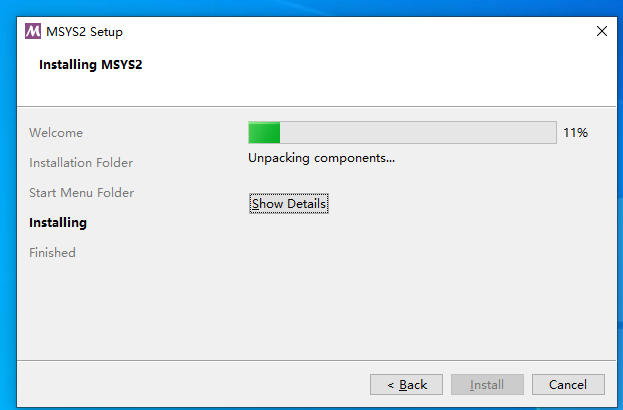 MSYS2 Setup
Installing MSYS2
Welcome
11%
Unpacking components...
Installation Folder
Start Menu Folder
Show Details
Installing
Finished
< Back
Install
Cancel